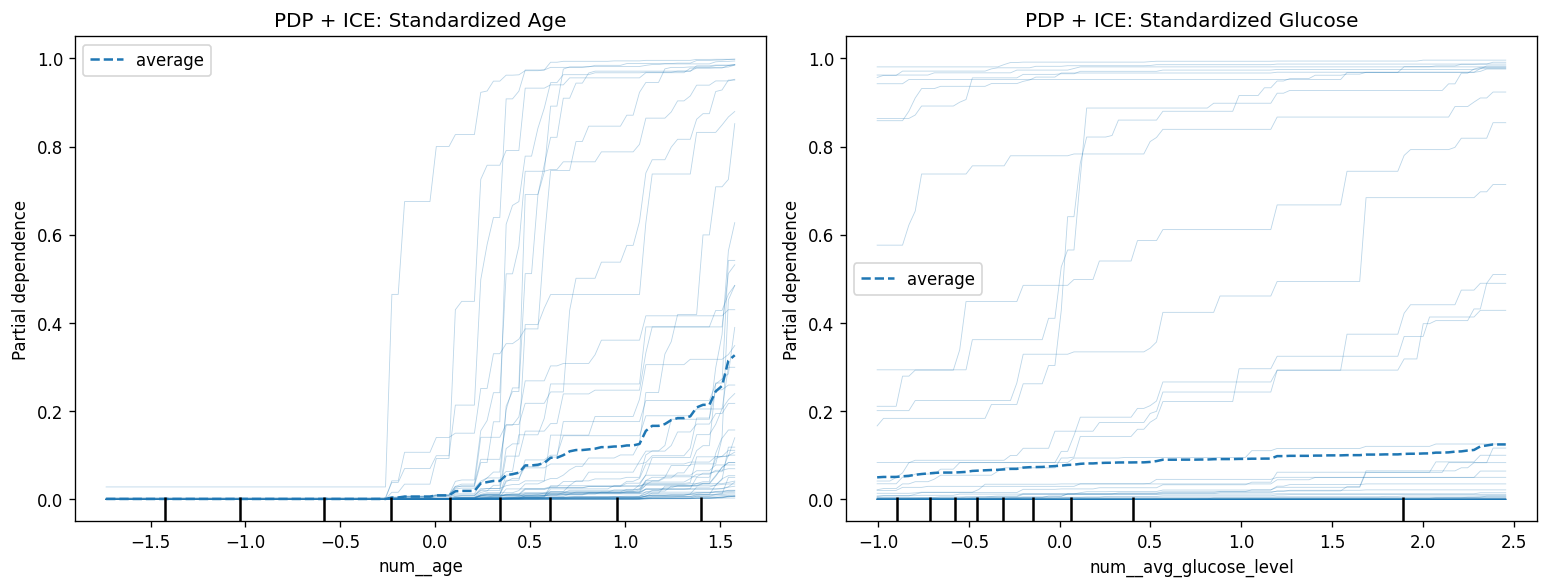 PDP + ICE: Standardized Age
average
Partial dependence
1.0
0.8
0.6
0.4
0.2
0.0
−1.5 −1.0 −0.5 0.0 0.5 1.0 1.5
num__age
PDP + ICE: Standardized Glucose
average
Partial dependence
1.0
0.8
0.6
0.4
0.2
0.0
−1.0 −0.5 0.0 0.5 1.0 1.5 2.0 2.5
num__avg_glucose_level